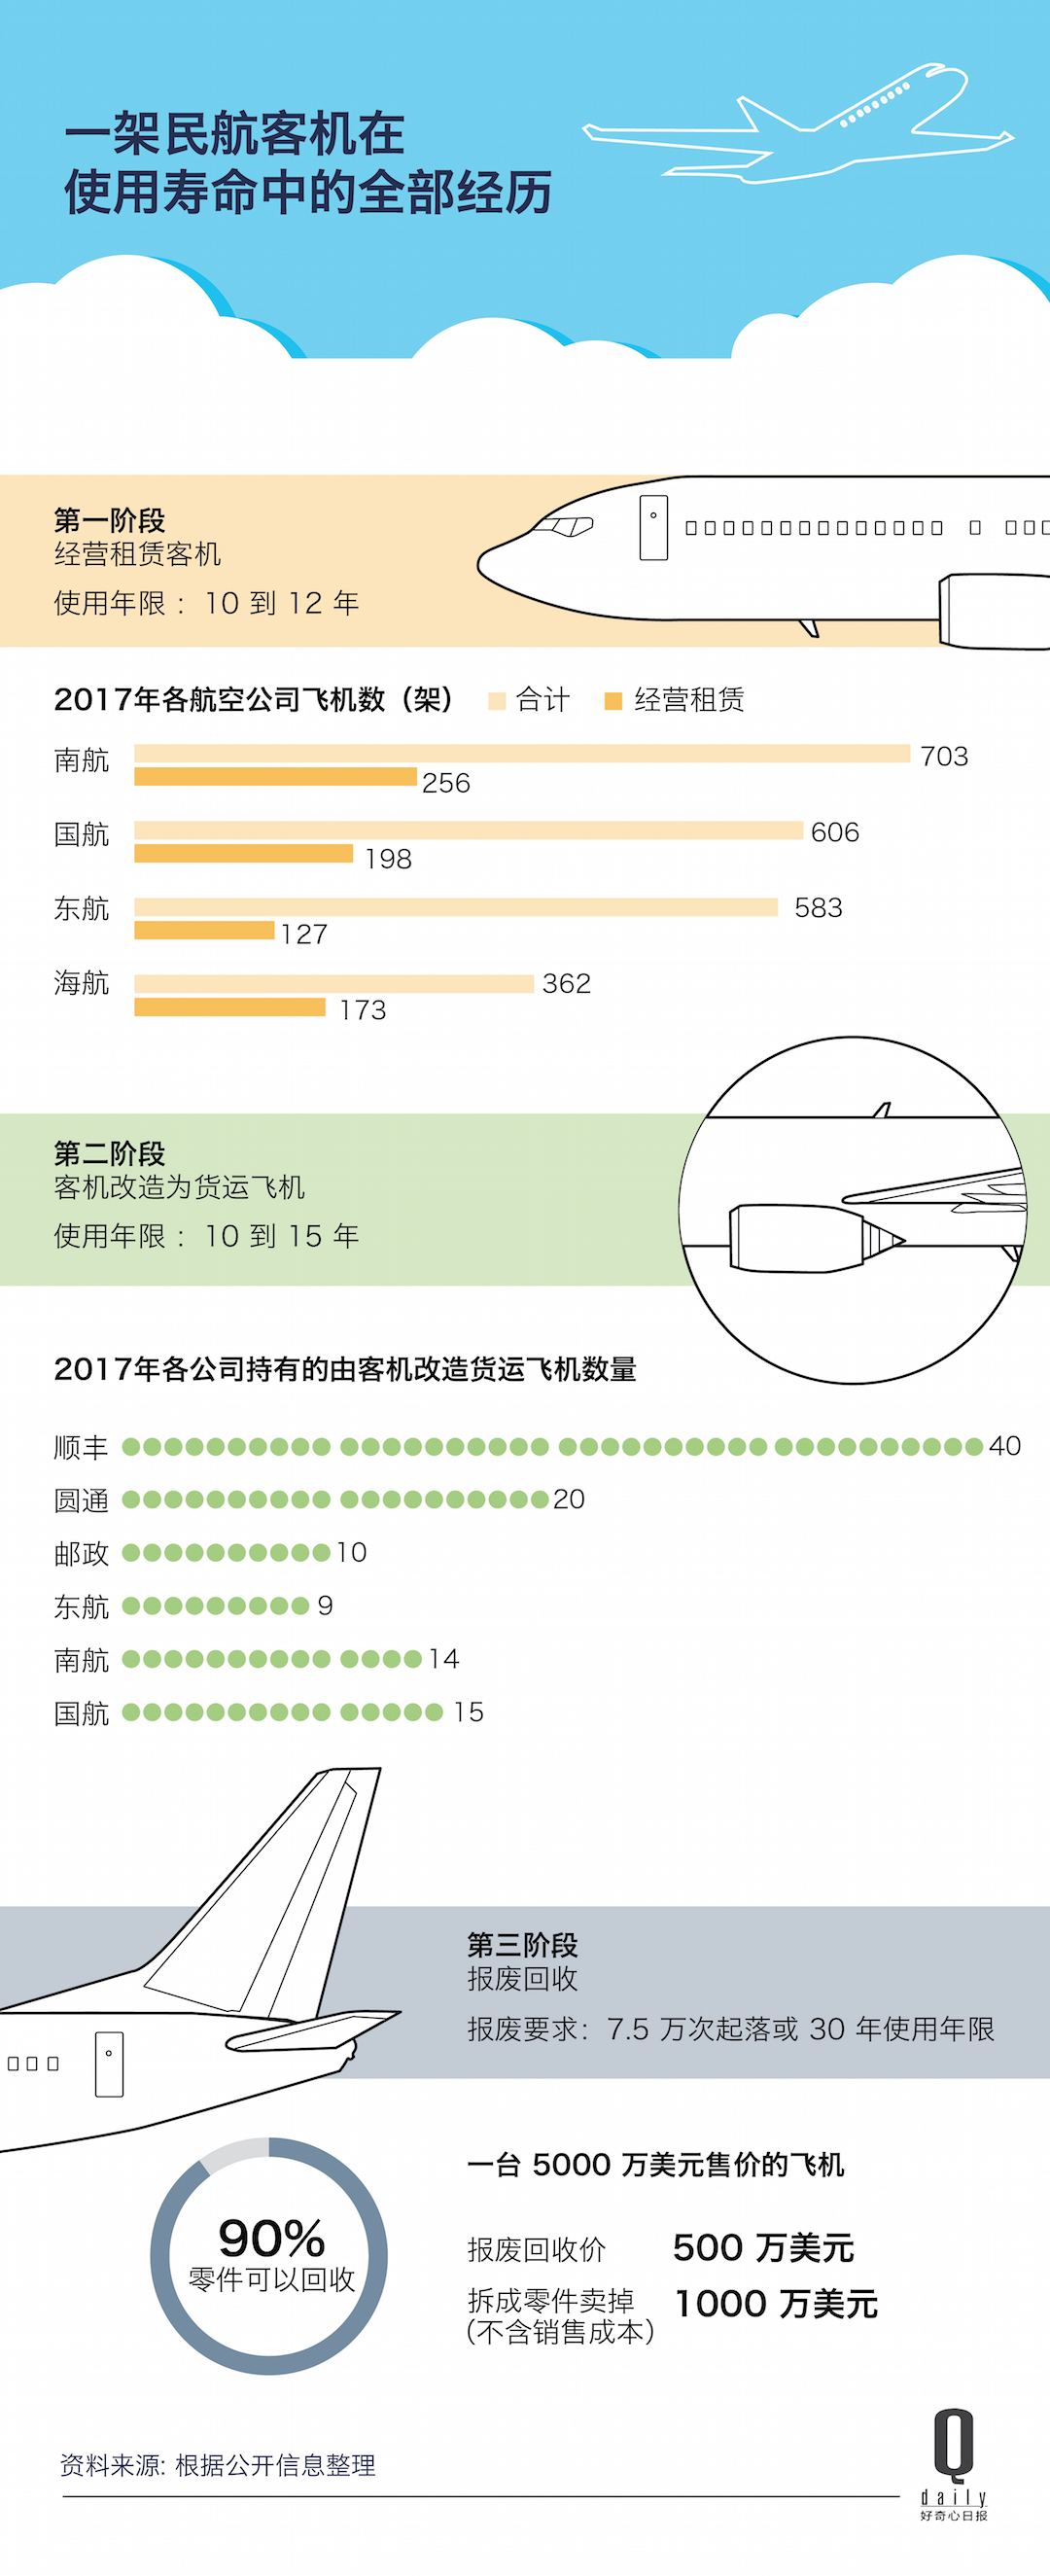 一架民航客机在
使用寿命中的全部经历
第一阶段
经营租赁客机
使用年限： 10 到 12 年
2017年各航空公司飞机数（架） 合计 经营租赁
南航 703
256
国航 606
198
东航 583
127
海航 362
173
第二阶段
客机改造为货运飞机
使用年限： 10 到 15 年
2017年各公司持有的由客机改造货运飞机数量
顺丰 40
圆通 20
邮政 10
东航 9
南航 14
国航 15
第三阶段
报废回收
报废要求：7.5 万次起落或 30 年使用年限
90%
零件可以回收
一台 5000 万美元售价的飞机
报废回收价 500 万美元
拆成零件卖掉 1000 万美元
（不含销售成本）
资料来源: 根据公开信息整理
Q
daily
好奇心日报